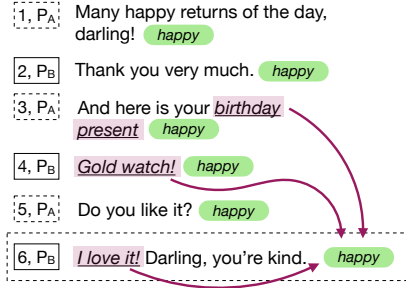 1, PA Many happy returns of the day,
darling! happy
2, PB Thank you very much. happy
3, PA And here is your birthday
present happy
4, PB Gold watch! happy
5, PA Do you like it? happy
6, PB I love it! Darling, you're kind. happy